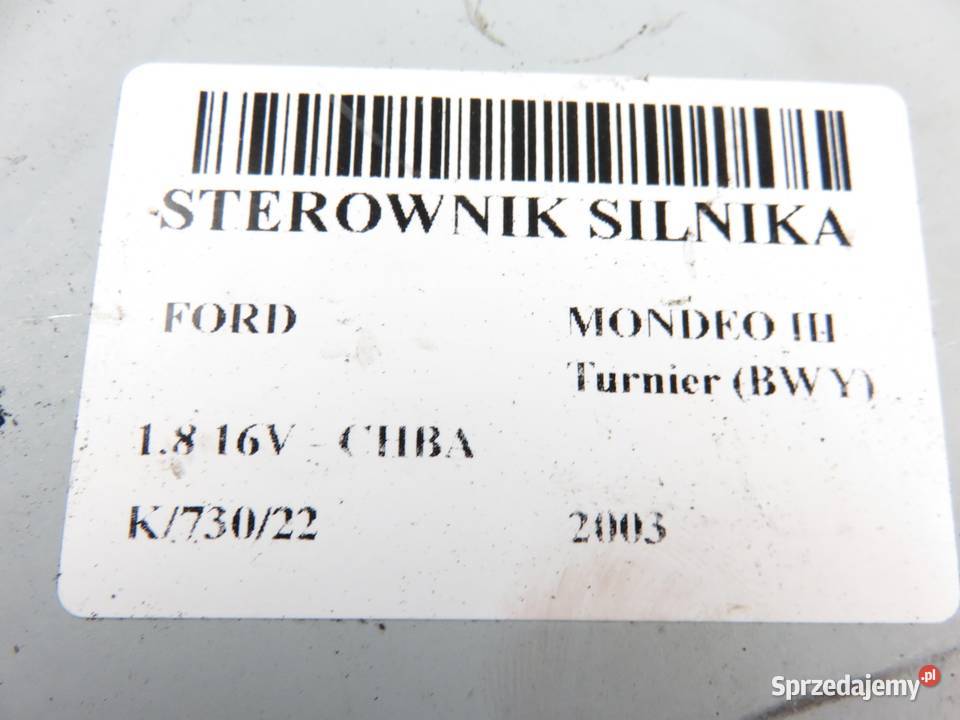 STEROWNIK SILNIKA
FORD MONDEO III
Turnier (BWY)
1.8 16V - CHBA
K/730/22 2003
Sprzedajemy.pl